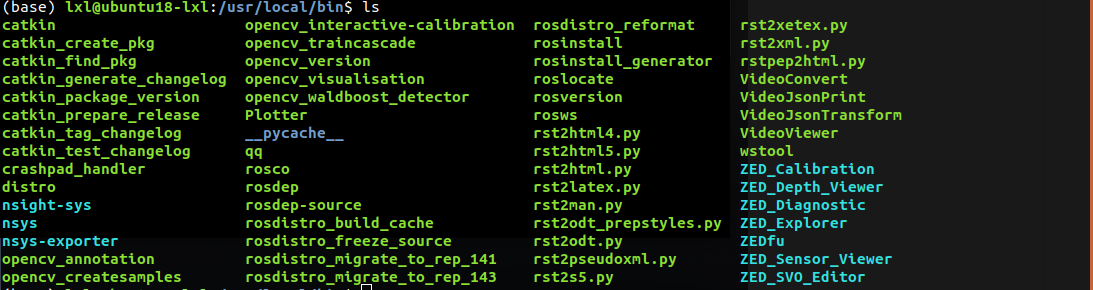 (base) lxl@ubuntu18-lxl:/usr/local/bin$ ls
catkin opencv_interactive-calibration rosdistro_reformat rst2xetex.py
catkin_create_pkg opencv_traincascade rosinstall rst2xml.py
catkin_find_pkg opencv_version rosinstall_generator rstpep2html.py
catkin_generate_changelog opencv_visualisation roslocate VideoConvert
catkin_package_version opencv_waldboost_detector rosversion VideoJsonPrint
catkin_prepare_release Plotter rosws VideoJsonTransform
catkin_tag_changelog __pycache__ rst2html4.py VideoViewer
catkin_test_changelog qq rst2html5.py wstool
crashpad_handler rosco rst2html.py ZED_Calibration
distro rosdep rst2latex.py ZED_Depth_Viewer
nsight-sys rosdep-source rst2man.py ZED_Diagnostic
nsys rosdistro_build_cache rst2odt_prepstyles.py ZED_Explorer
nsys-exporter rosdistro_freeze_source rst2odt.py ZEDfu
opencv_annotation rosdistro_migrate_to_rep_141 rst2pseudoxml.py ZED_Sensor_Viewer
opencv_createsamples rosdistro_migrate_to_rep_143 rst2s5.py ZED_SVO_Editor